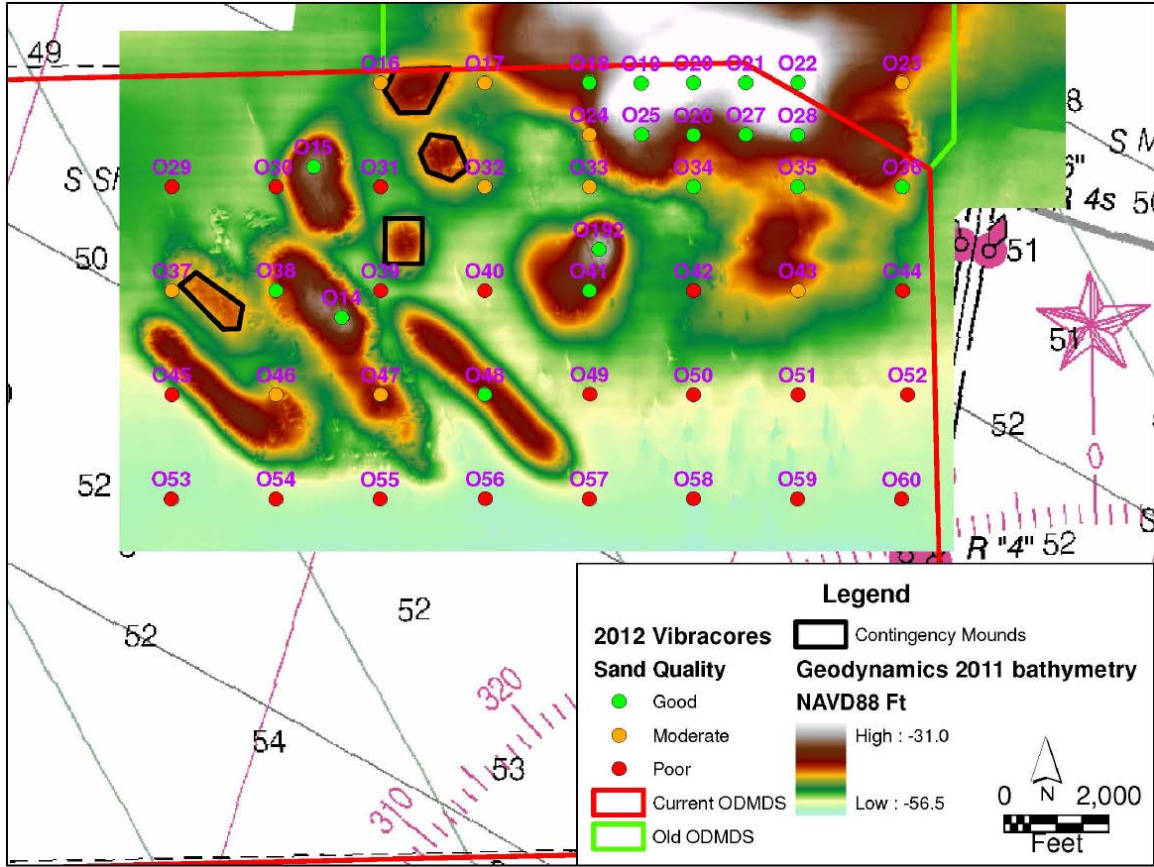 49
O16 O17 O18 O19 O20 O21 O22 O23
8
O24 O25 O26 O27 O28
S M
O15
O29 O30 O31 O32 O33 O34 O35 O36
6"
S
R 4s
50
O192
51
50
O37 O38 O39 O40 O41 O42 O43 O44
O14
51
O45 O46 O47 O48 O49 O50 O51 O52
52
0
52
O53 O54 O55 O56 O57 O58 O59 O60
R "4" 52
52
52
320
54
53
310
Legend
2012 Vibracores
Sand Quality
Good
Moderate
Poor
Current ODMDS
Old ODMDS
Contingency Mounds
Geodynamics 2011 bathymetry
NAVD88 Ft
High : -31.0
Low : -56.5
N
0 2,000
Feet